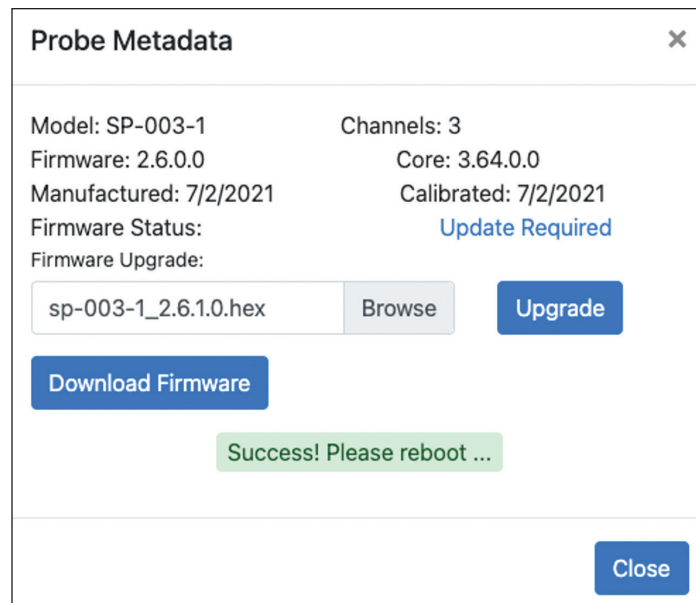 Probe Metadata ×
Model: SP-003-1 Channels: 3
Firmware: 2.6.0.0 Core: 3.64.0.0
Manufactured: 7/2/2021 Calibrated: 7/2/2021
Firmware Status: Update Required
Firmware Upgrade:
sp-003-1_2.6.1.0.hex Browse Upgrade
Download Firmware
Success! Please reboot ...
Close